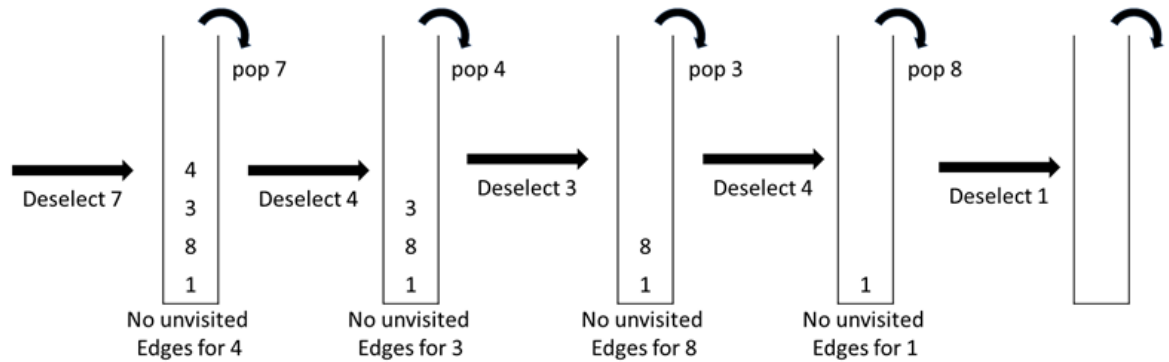 pop 7
pop 4
pop 3
pop 8
Deselect 7
4
3
8
1
No unvisited
Edges for 4
Deselect 4
3
8
1
No unvisited
Edges for 3
Deselect 3
8
1
No unvisited
Edges for 8
Deselect 4
1
No unvisited
Edges for 1
Deselect 1